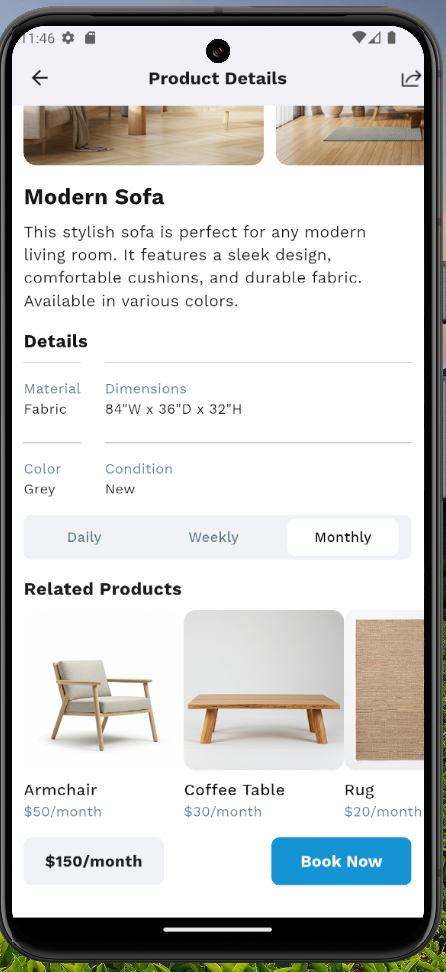 11:46
Product Details
Modern Sofa
This stylish sofa is perfect for any modern
living room. It features a sleek design,
comfortable cushions, and durable fabric.
Available in various colors.
Details
Material
Dimensions
Fabric
84"W x 36"D x 32"H
Color
Condition
Grey
New
Daily
Weekly
Monthly
Related Products
Armchair
Coffee Table
Rug
$50/month
$30/month
$20/month
$150/month
Book Now